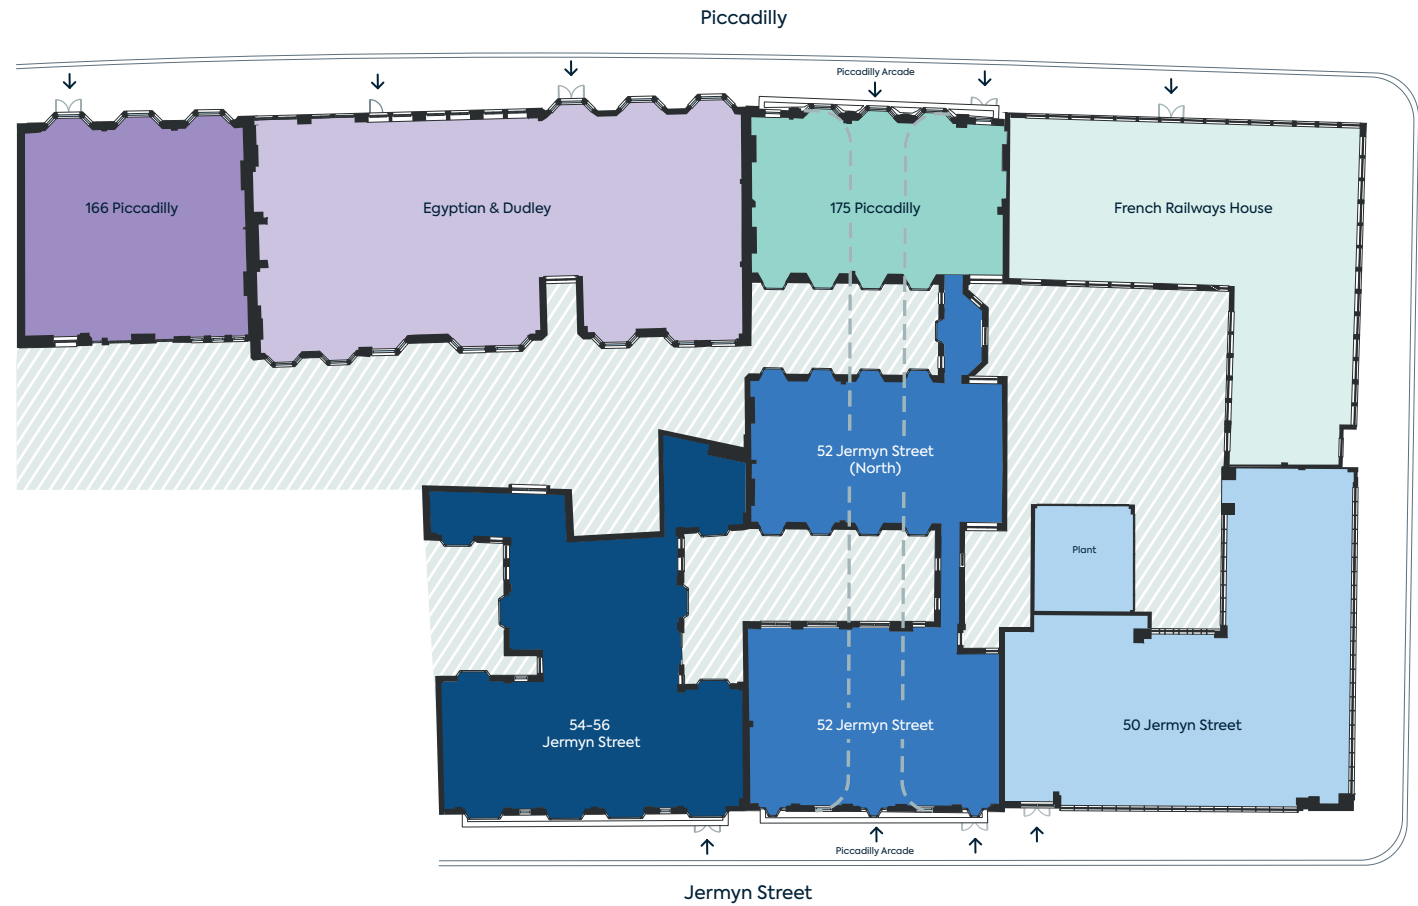 Piccadilly
Piccadilly Arcade
166 Piccadilly
Egyptian & Dudley
175 Piccadilly
French Railways House
52 Jermyn Street
(North)
Plant
54-56
Jermyn Street
52 Jermyn Street
50 Jermyn Street
Piccadilly Arcade
Jermyn Street